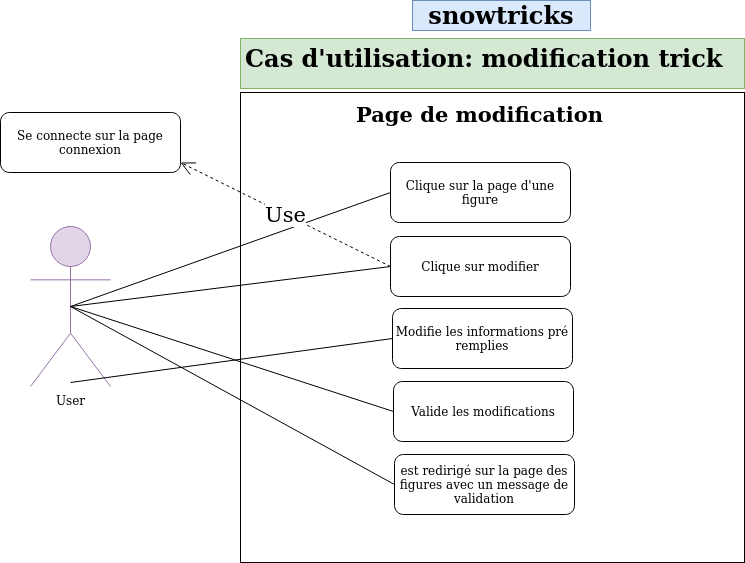 snowtricks
Cas d'utilisation: modification trick
Page de modification
Se connecte sur la page
connexion
Clique sur la page d'une
figure
Use
Clique sur modifier
Modifie les informations pré
remplies
User
Valide les modifications
est redirigé sur la page des
figures avec un message de
validation